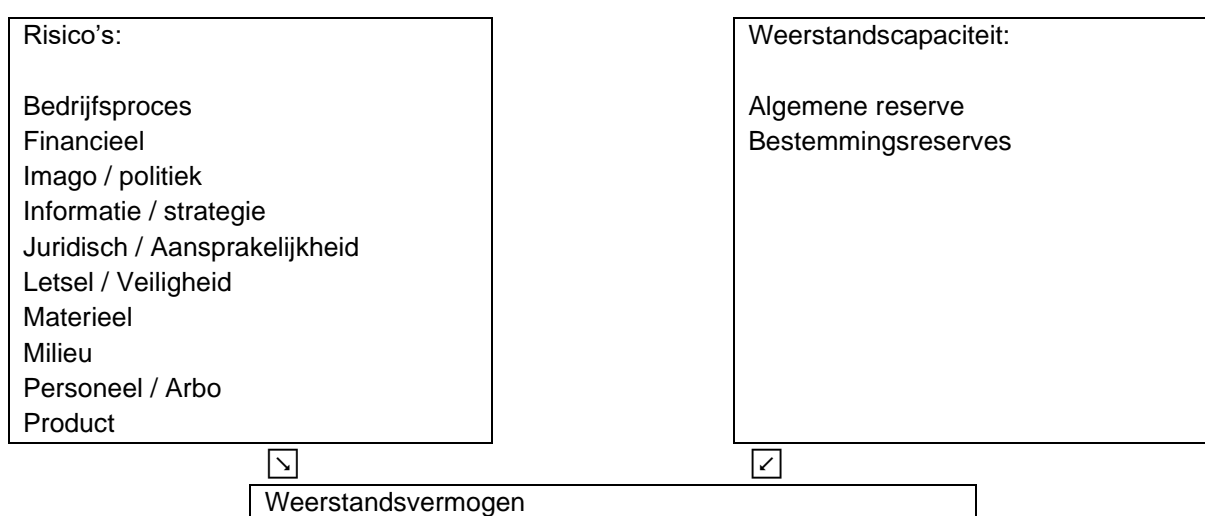 Risico's:
Bedrijfsproces
Financieel
Imago / politiek
Informatie / strategie
Juridisch / Aansprakelijkheid
Letsel / Veiligheid
Materieel
Milieu
Personeel / Arbo
Product
Weerstandscapaciteit:
Algemene reserve
Bestemmingsreserves
Weerstandsvermogen